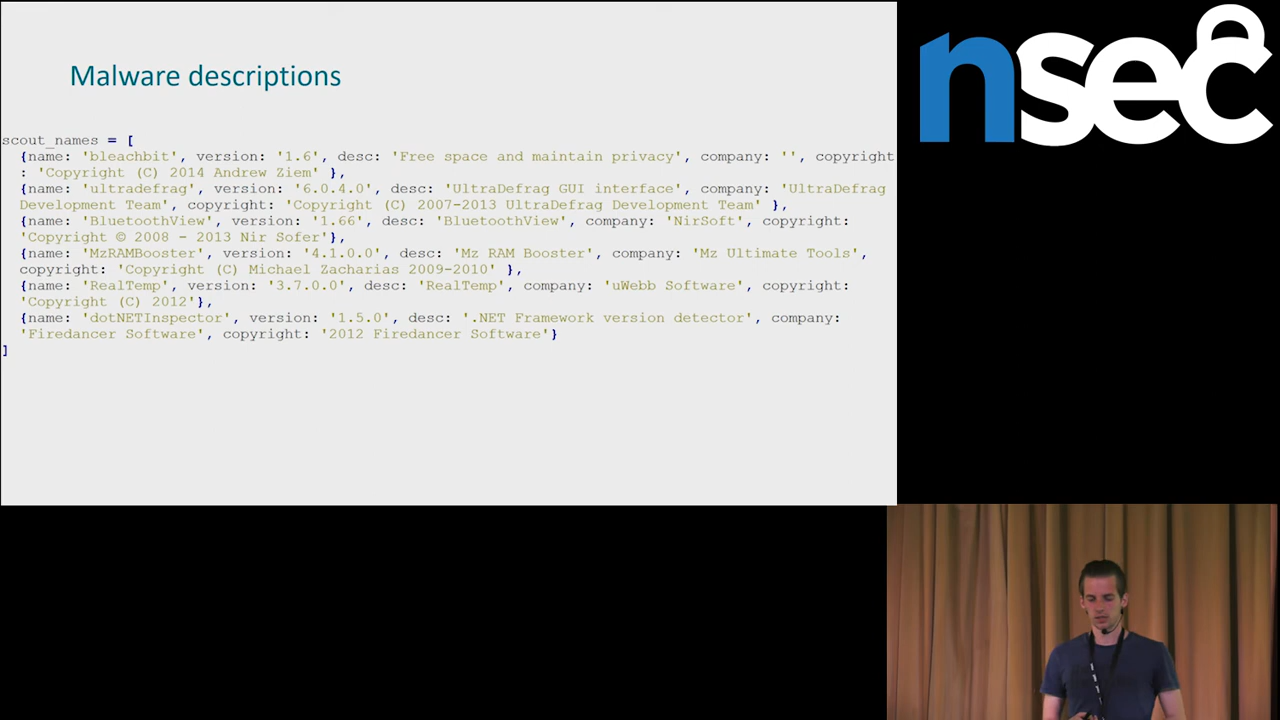 Malware descriptions
nsec
scout_names = [
{name: 'bleachbit', version: '1.6', desc: 'Free space and maintain privacy', company: '', copyright
: 'Copyright (C) 2014 Andrew Ziem' },
{name: 'ultradefrag', version: '6.0.4.0', desc: 'UltraDefrag GUI interface', company: 'UltraDefrag
Development Team', copyright: 'Copyright (C) 2007-2013 UltraDefrag Development Team' },
{name: 'BluetoothView', version: '1.66', desc: 'BluetoothView', company: 'NirSoft', copyright:
'Copyright © 2008 - 2013 Nir Sofer'},
{name: 'MzRAMBooster', version: '4.1.0.0', desc: 'Mz RAM Booster', company: 'Mz Ultimate Tools',
copyright: 'Copyright (C) Michael Zacharias 2009-2010' },
{name: 'RealTemp', version: '3.7.0.0', desc: 'RealTemp', company: 'uWebb Software', copyright:
'Copyright (C) 2012'},
{name: 'dotNETInspector', version: '1.5.0', desc: '.NET Framework version detector', company:
'Firedancer Software', copyright: '2012 Firedancer Software'}
]